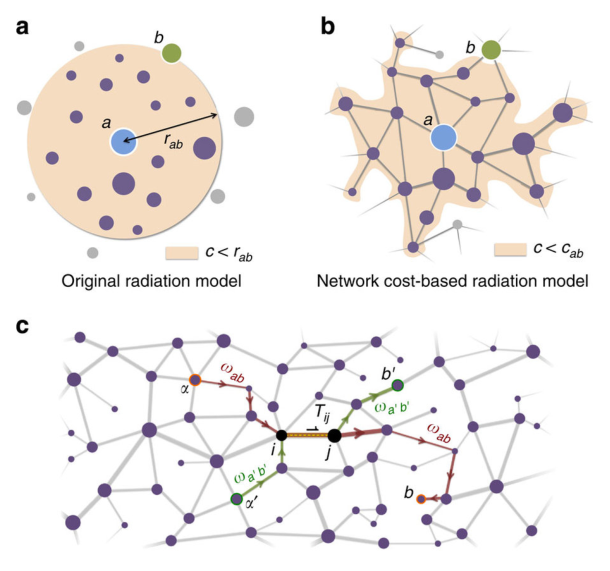 a
b
a
r_ab
c < r_ab
Original radiation model
b
b
a
c < c_ab
Network cost-based radiation model
c
α
ω_ab
b'
T_ij
ω_a'b'
i
j
ω_ab
ω_a'b'
α'
b